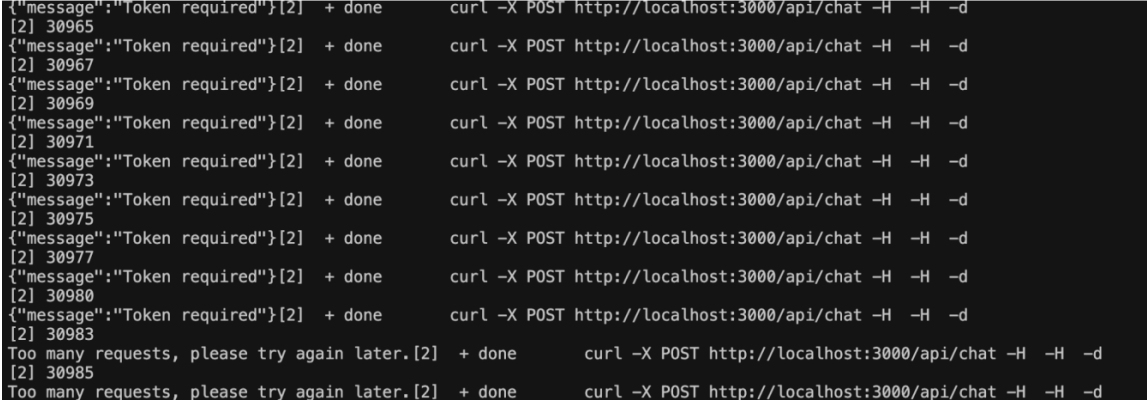 {"message":"Token required"}[2]  + done       curl -X POST http://localhost:3000/api/chat -H  -H  -d
[2] 30965
{"message":"Token required"}[2]  + done       curl -X POST http://localhost:3000/api/chat -H  -H  -d
[2] 30967
{"message":"Token required"}[2]  + done       curl -X POST http://localhost:3000/api/chat -H  -H  -d
[2] 30969
{"message":"Token required"}[2]  + done       curl -X POST http://localhost:3000/api/chat -H  -H  -d
[2] 30971
{"message":"Token required"}[2]  + done       curl -X POST http://localhost:3000/api/chat -H  -H  -d
[2] 30973
{"message":"Token required"}[2]  + done       curl -X POST http://localhost:3000/api/chat -H  -H  -d
[2] 30975
{"message":"Token required"}[2]  + done       curl -X POST http://localhost:3000/api/chat -H  -H  -d
[2] 30977
{"message":"Token required"}[2]  + done       curl -X POST http://localhost:3000/api/chat -H  -H  -d
[2] 30980
{"message":"Token required"}[2]  + done       curl -X POST http://localhost:3000/api/chat -H  -H  -d
[2] 30983
Too many requests, please try again later.[2]  + done       curl -X POST http://localhost:3000/api/chat -H  -H  -d
[2] 30985
Too many requests, please try again later.[2]  + done       curl -X POST http://localhost:3000/api/chat -H  -H  -d